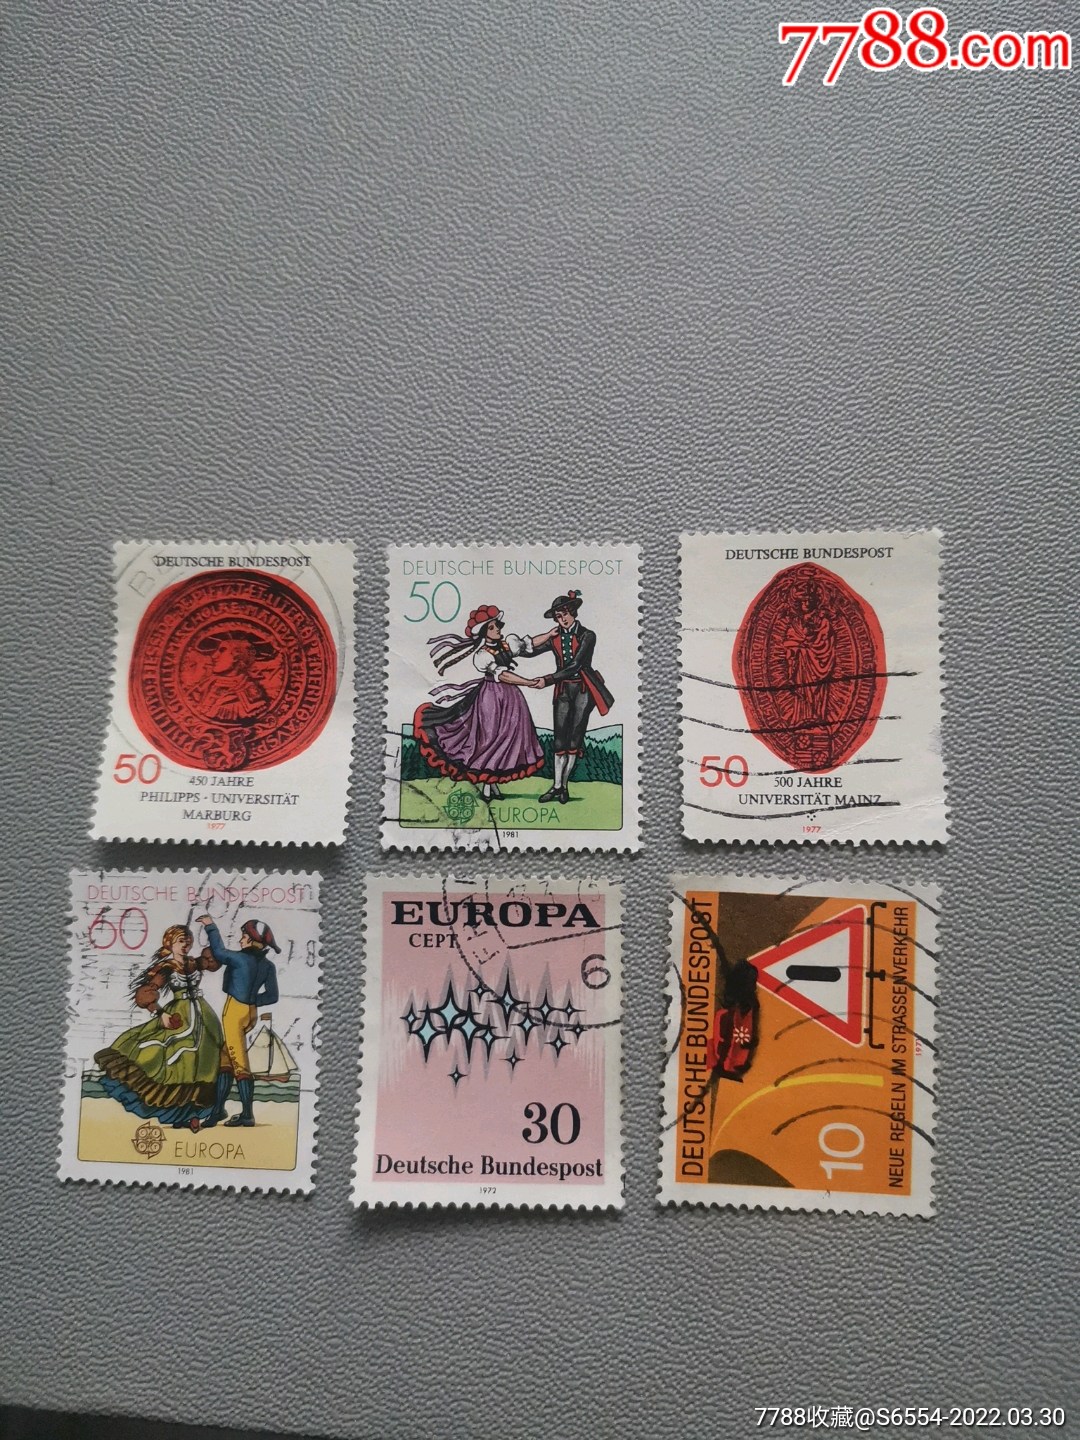 7788.com
DEUTSCHE BUNDESPOST
50
450 JAHRE
PHILIPPS · UNIVERSITÄT
MARBURG
1977
DEUTSCHE BUNDESPOST
50
EUROPA
1981
DEUTSCHE BUNDESPOST
50
500 JAHRE
UNIVERSITÄT MAINZ
1977
DEUTSCHE BUNDESPOST
60
EUROPA
1981
EUROPA
CEPT
6
30
Deutsche Bundespost
1972
DEUTSCHE BUNDESPOST
10
NEUE REGELN IM STRASSENVERKEHR
1971
7788收藏@S6554-2022.03.30